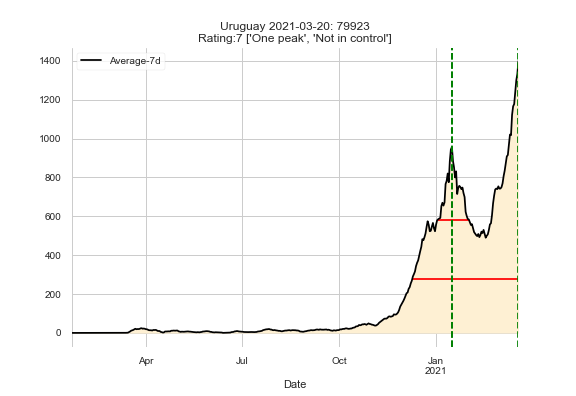 Uruguay 2021-03-20: 79923
Rating:7 ['One peak', 'Not in control']
Average-7d
1400
1200
1000
800
600
400
200
0
Apr
Jul
Oct
Jan
2021
Date